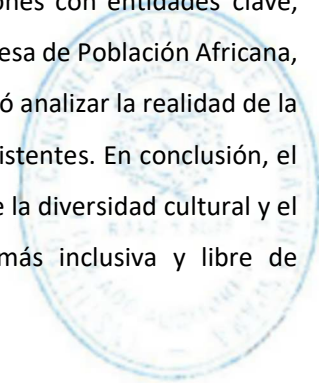 ones con entidades clave,
esa de Población Africana,
ó analizar la realidad de la
istentes. En conclusión, el
e la diversidad cultural y el
más inclusiva y libre de